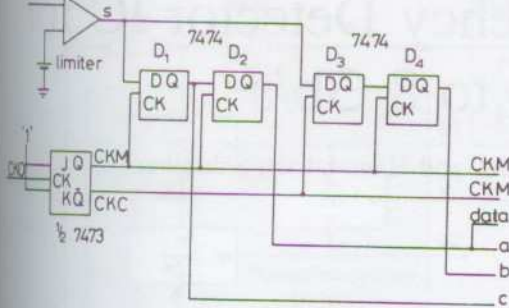 s
limiter
7474
7474
D1
D2
D3
D4
D Q
CK
D Q
CK
D Q
CK
D Q
CK
'1'
CKD
J Q
CK
K Q̄
CKM
CKC
½ 7473
CKM
CKM
data
a
b
c